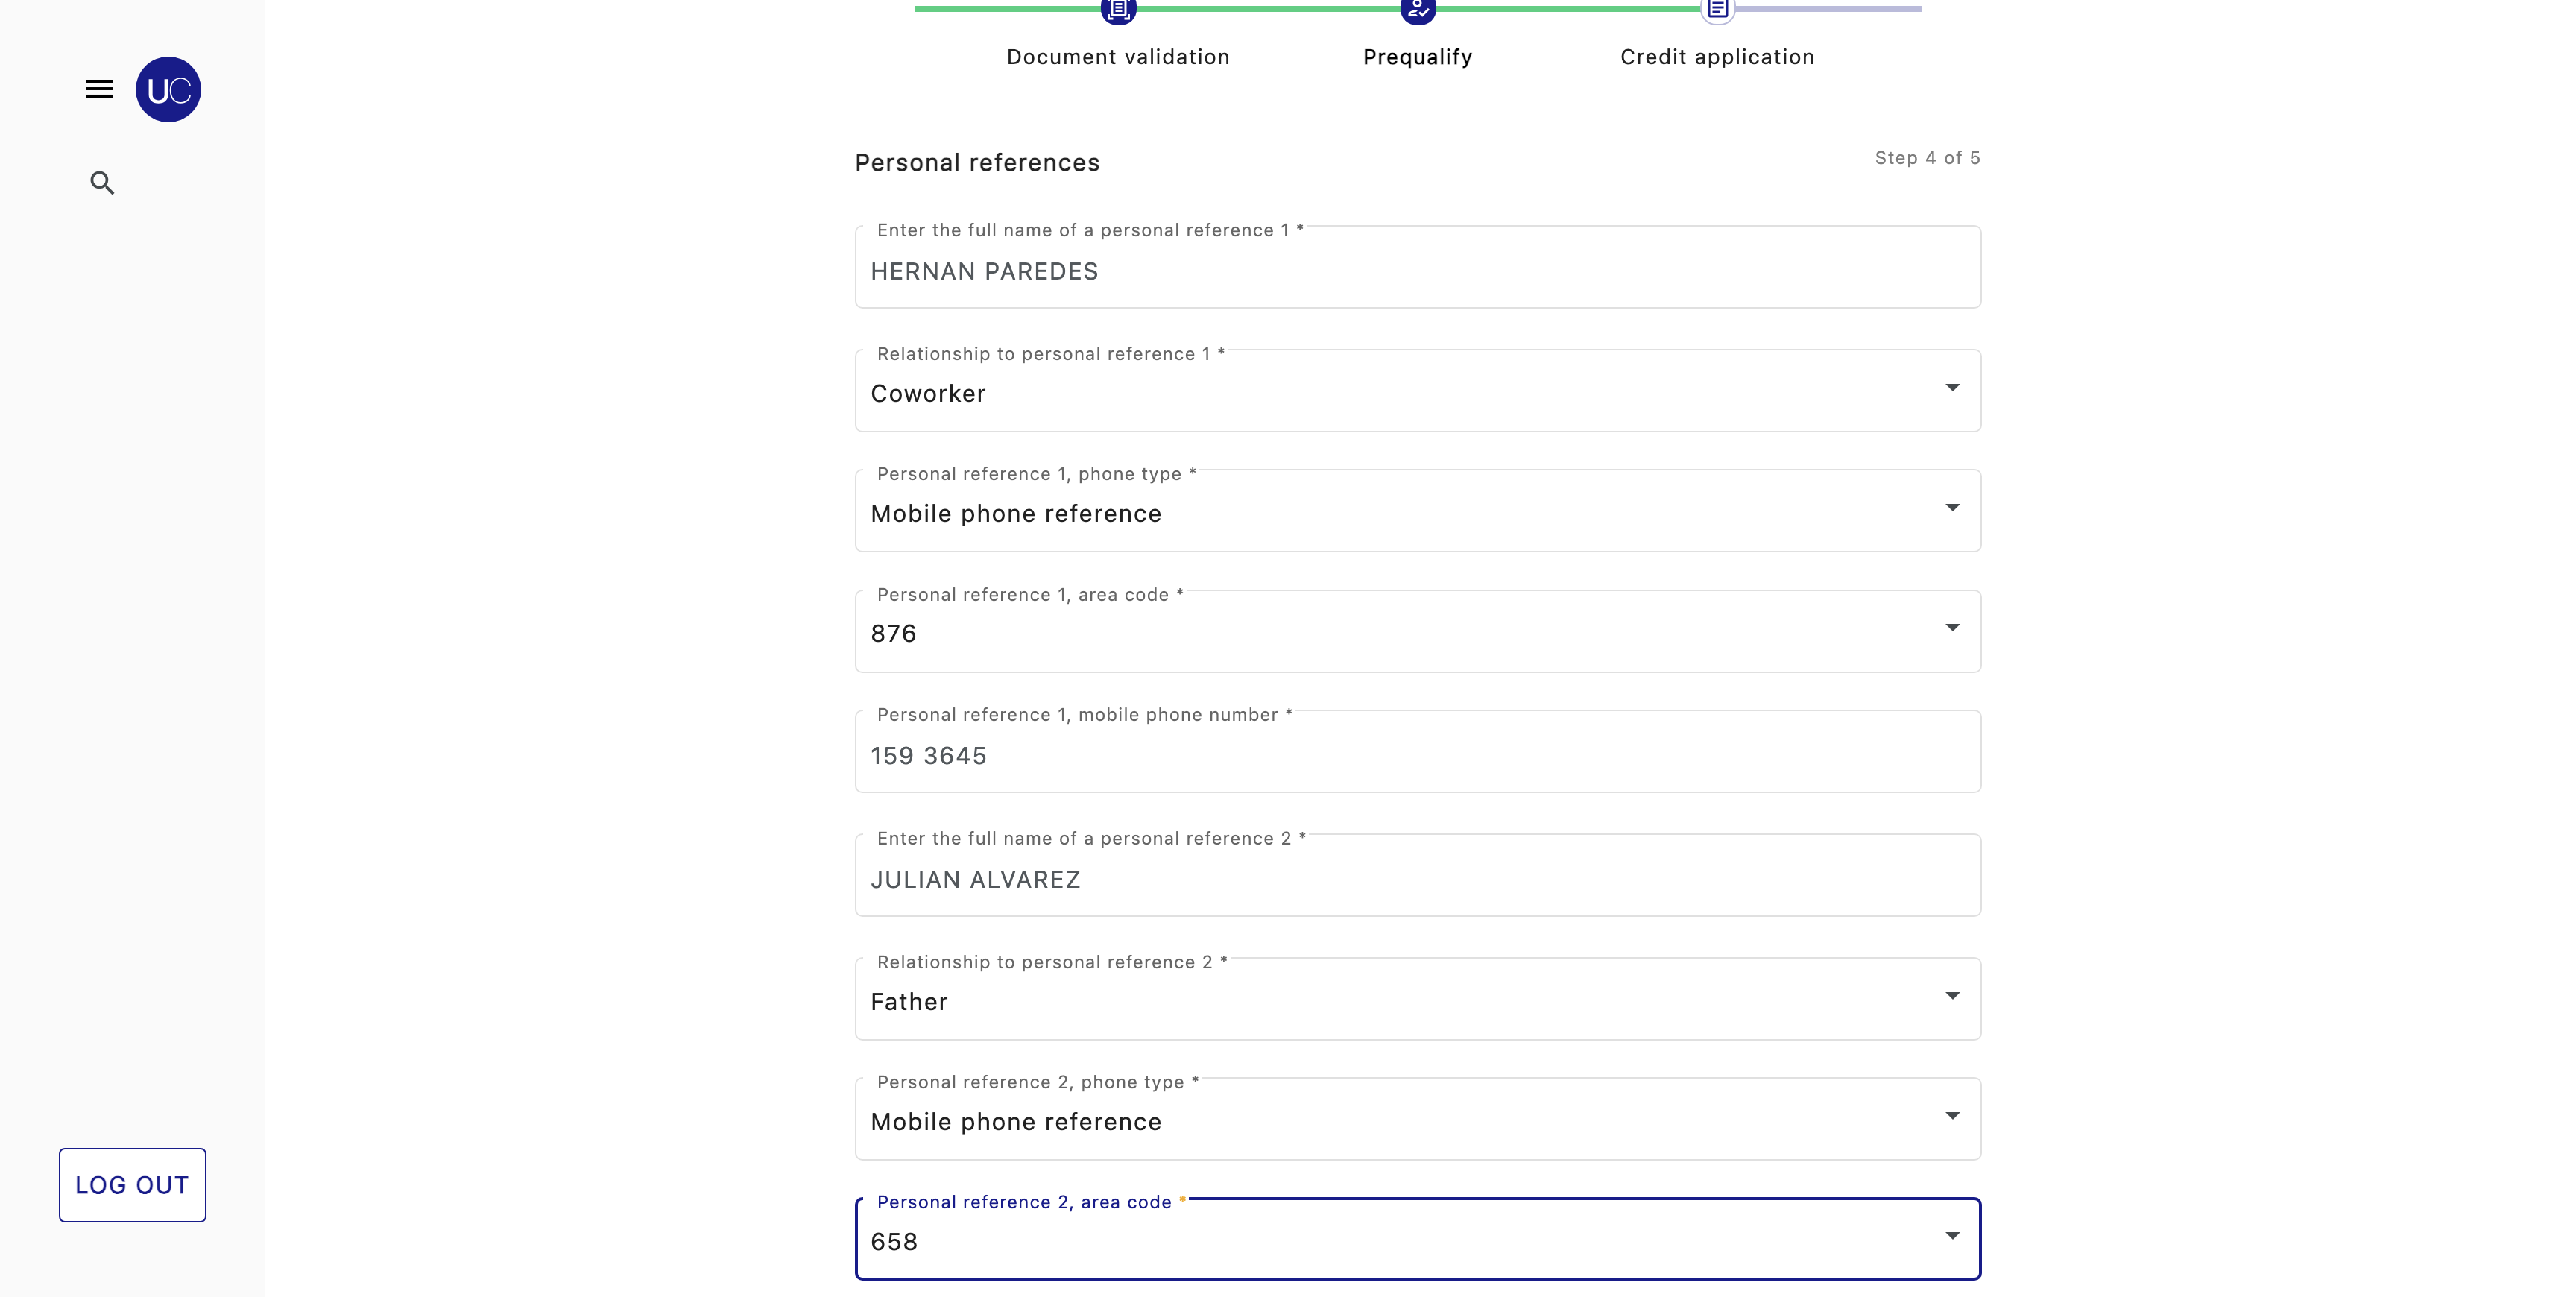 Document validation
Prequalify
Credit application
UC
Personal references
Step 4 of 5
Enter the full name of a personal reference 1 *
HERNAN PAREDES
Relationship to personal reference 1 *
Coworker
Personal reference 1, phone type *
Mobile phone reference
Personal reference 1, area code *
876
Personal reference 1, mobile phone number *
159 3645
Enter the full name of a personal reference 2 *
JULIAN ALVAREZ
Relationship to personal reference 2 *
Father
Personal reference 2, phone type *
Mobile phone reference
LOG OUT
Personal reference 2, area code *
658